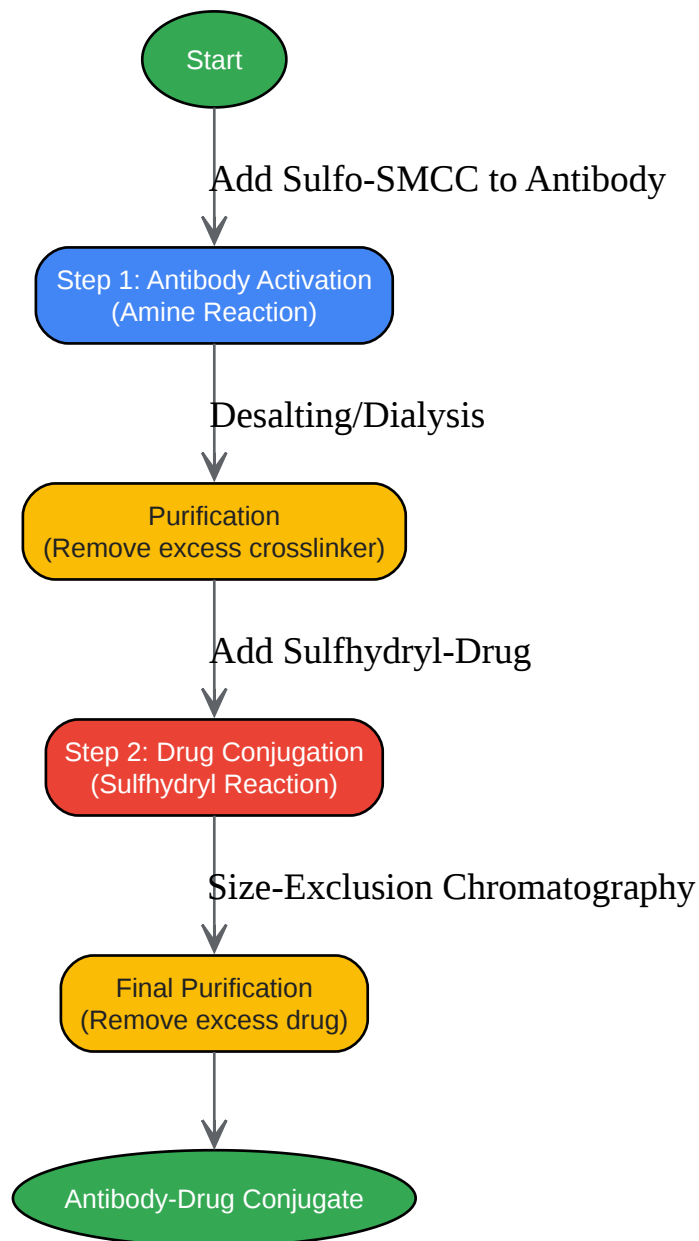 Start
Add Sulfo-SMCC to Antibody
Step 1: Antibody Activation
(Amine Reaction)
Desalting/Dialysis
Purification
(Remove excess crosslinker)
Add Sulfhydryl-Drug
Step 2: Drug Conjugation
(Sulfhydryl Reaction)
Size-Exclusion Chromatography
Final Purification
(Remove excess drug)
Antibody-Drug Conjugate